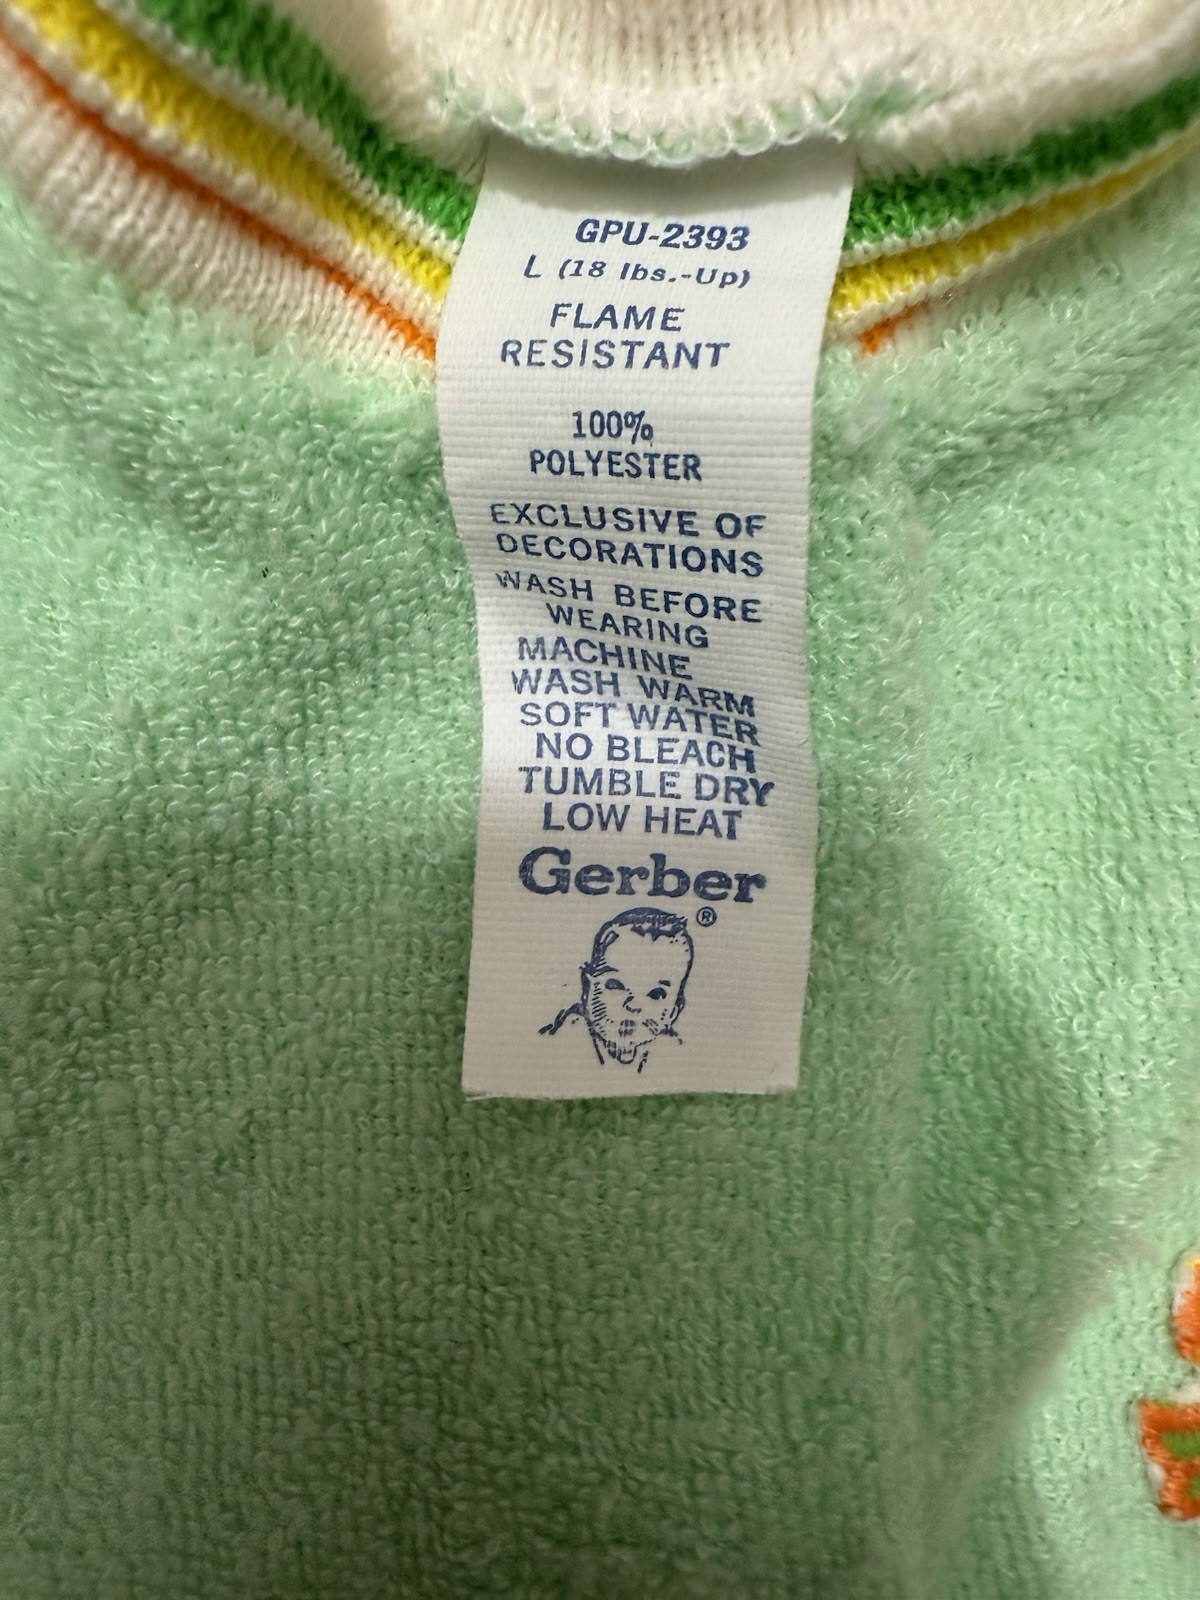 GPU-2393
L (18 lbs.-Up)
FLAME
RESISTANT
100%
POLYESTER
EXCLUSIVE OF
DECORATIONS
WASH BEFORE
WEARING
MACHINE
WASH WARM
SOFT WATER
NO BLEACH
TUMBLE DRY
LOW HEAT
Gerber
®